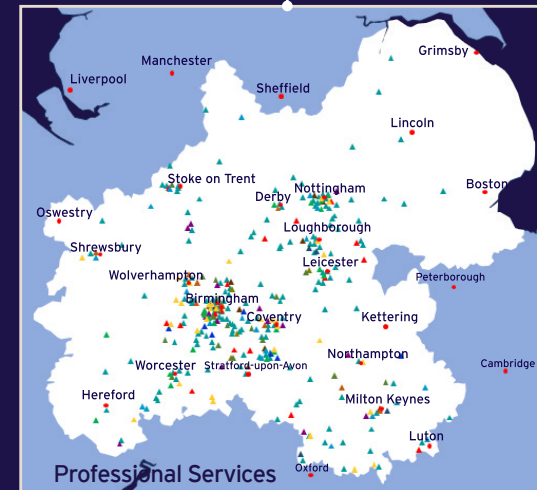 Grimsby
Manchester
Liverpool
Sheffield
Lincoln
Stoke on Trent
Nottingham
Boston
Derby
Oswestry
Loughborough
Shrewsbury
Leicester
Wolverhampton
Peterborough
Birmingham
Coventry
Kettering
Northampton
Worcester
Stratford-upon-Avon
Cambridge
Hereford
Milton Keynes
Luton
Professional Services
Oxford